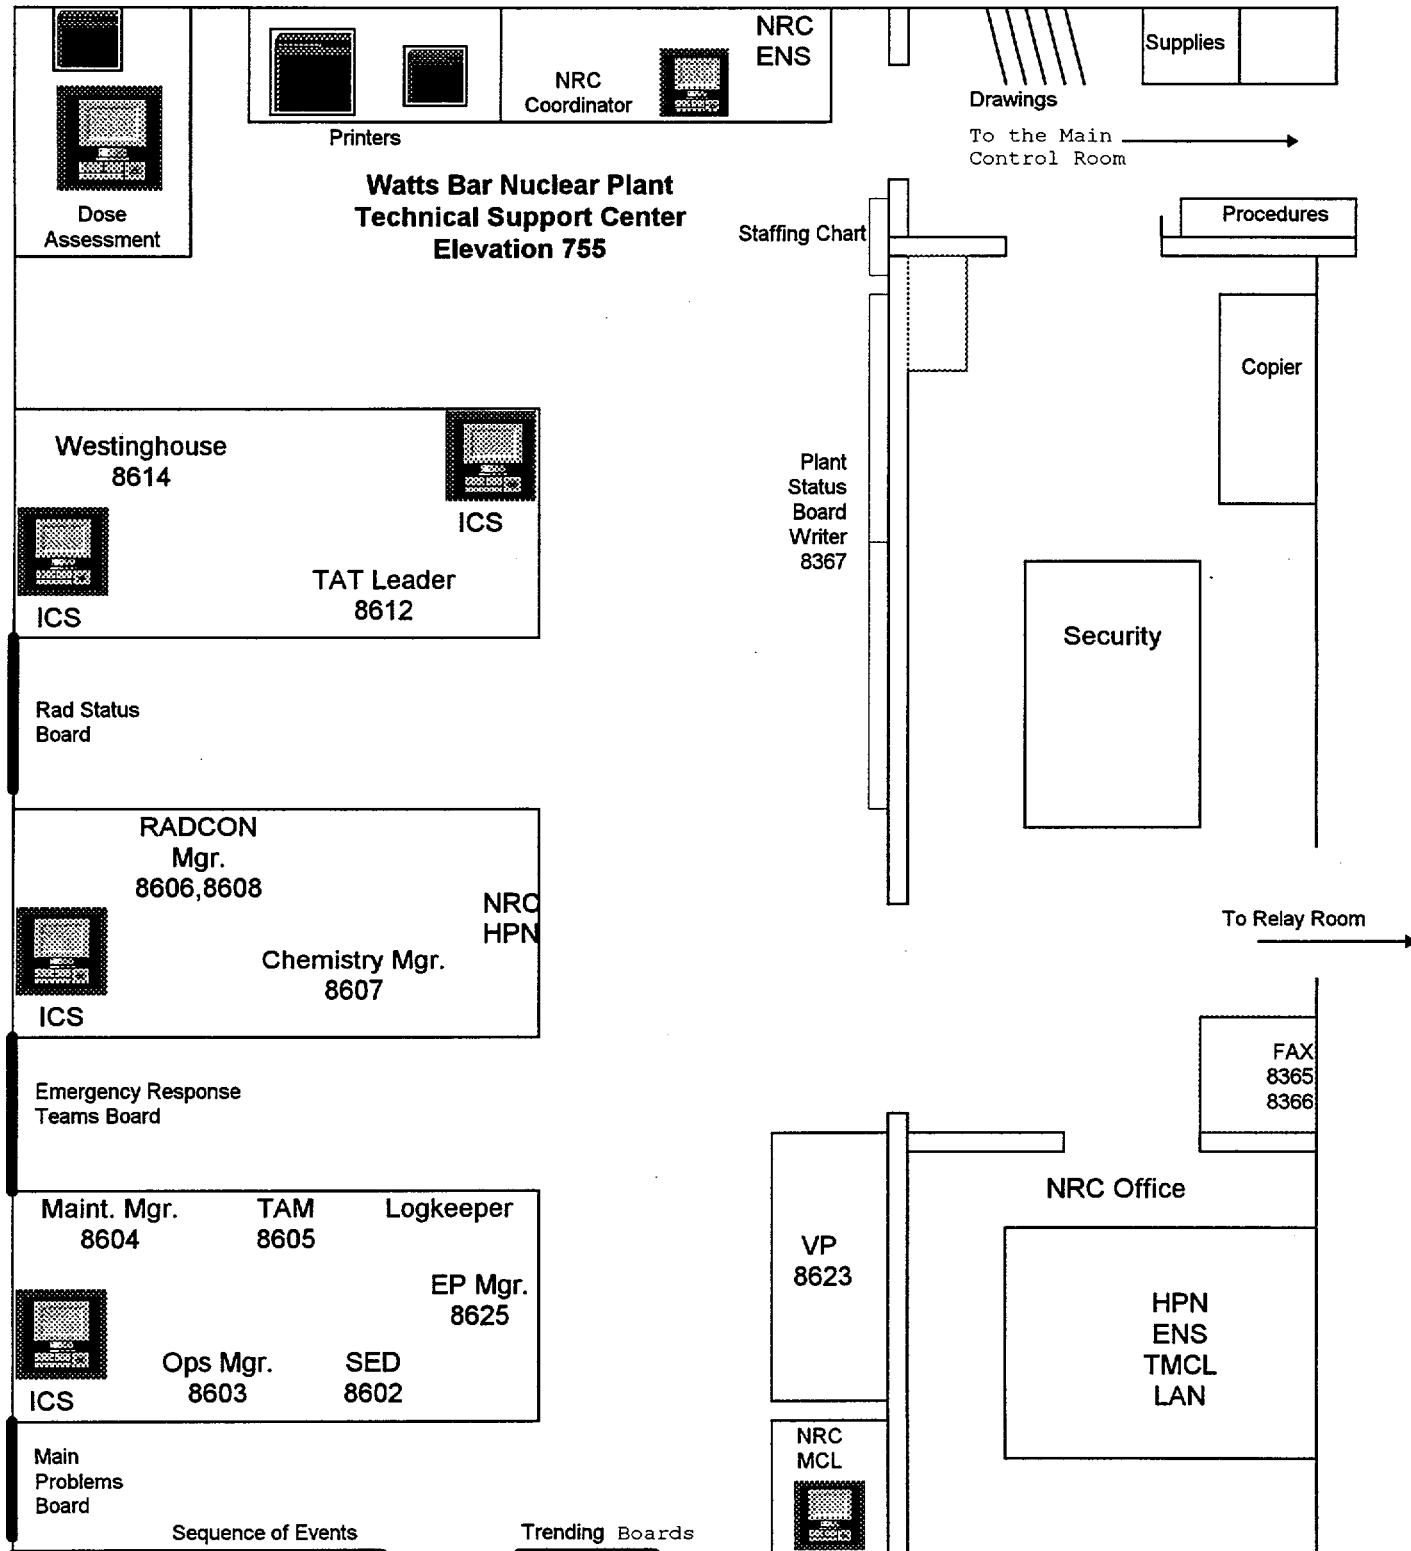 NRC
ENS
NRC
Coordinator
Printers
Supplies
Drawings
To the Main
Control Room
Dose
Assessment
Watts Bar Nuclear Plant
Technical Support Center
Elevation 755
Staffing Chart
Procedures
Copier
Westinghouse
8614
ICS
ICS
TAT Leader
8612
Plant
Status
Board
Writer
8367
Security
Rad Status
Board
RADCON
Mgr.
8606,8608
NRC
HPN
Chemistry Mgr.
8607
ICS
To Relay Room
FAX
8365
8366
Emergency Response
Teams Board
Maint. Mgr.
8604
TAM
8605
Logkeeper
EP Mgr.
8625
Ops Mgr.
8603
SED
8602
ICS
VP
8623
NRC Office
HPN
ENS
TMCL
LAN
NRC
MCL
Main
Problems
Board
Sequence of Events
Trending Boards